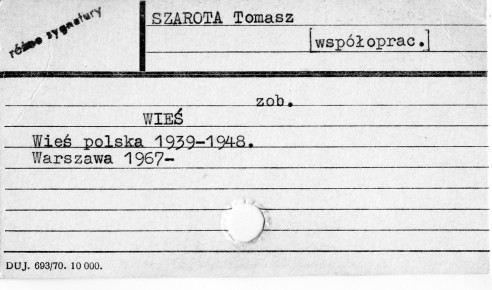 różne sygnatury
SZAROTA Tomasz
[współoprac.]
zob.
WIEŚ
Wieś polska 1939-1948.
Warszawa 1967-
DUJ. 693/70. 10 000.